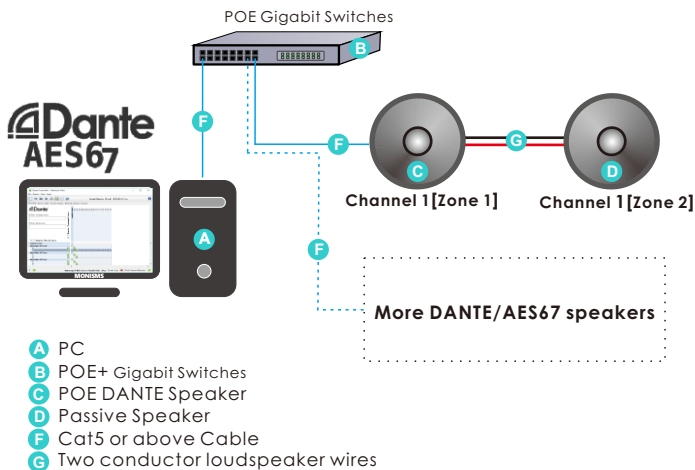 POE Gigabit Switches
B
Dante
AES67
F
F
G
C
D
Channel 1[Zone 1]
Channel 1[Zone 2]
Dante
A
F
MONISMS
More DANTE/AES67 speakers
A PC
B POE+ Gigabit Switches
C POE DANTE Speaker
D Passive Speaker
F Cat5 or above Cable
G Two conductor loudspeaker wires